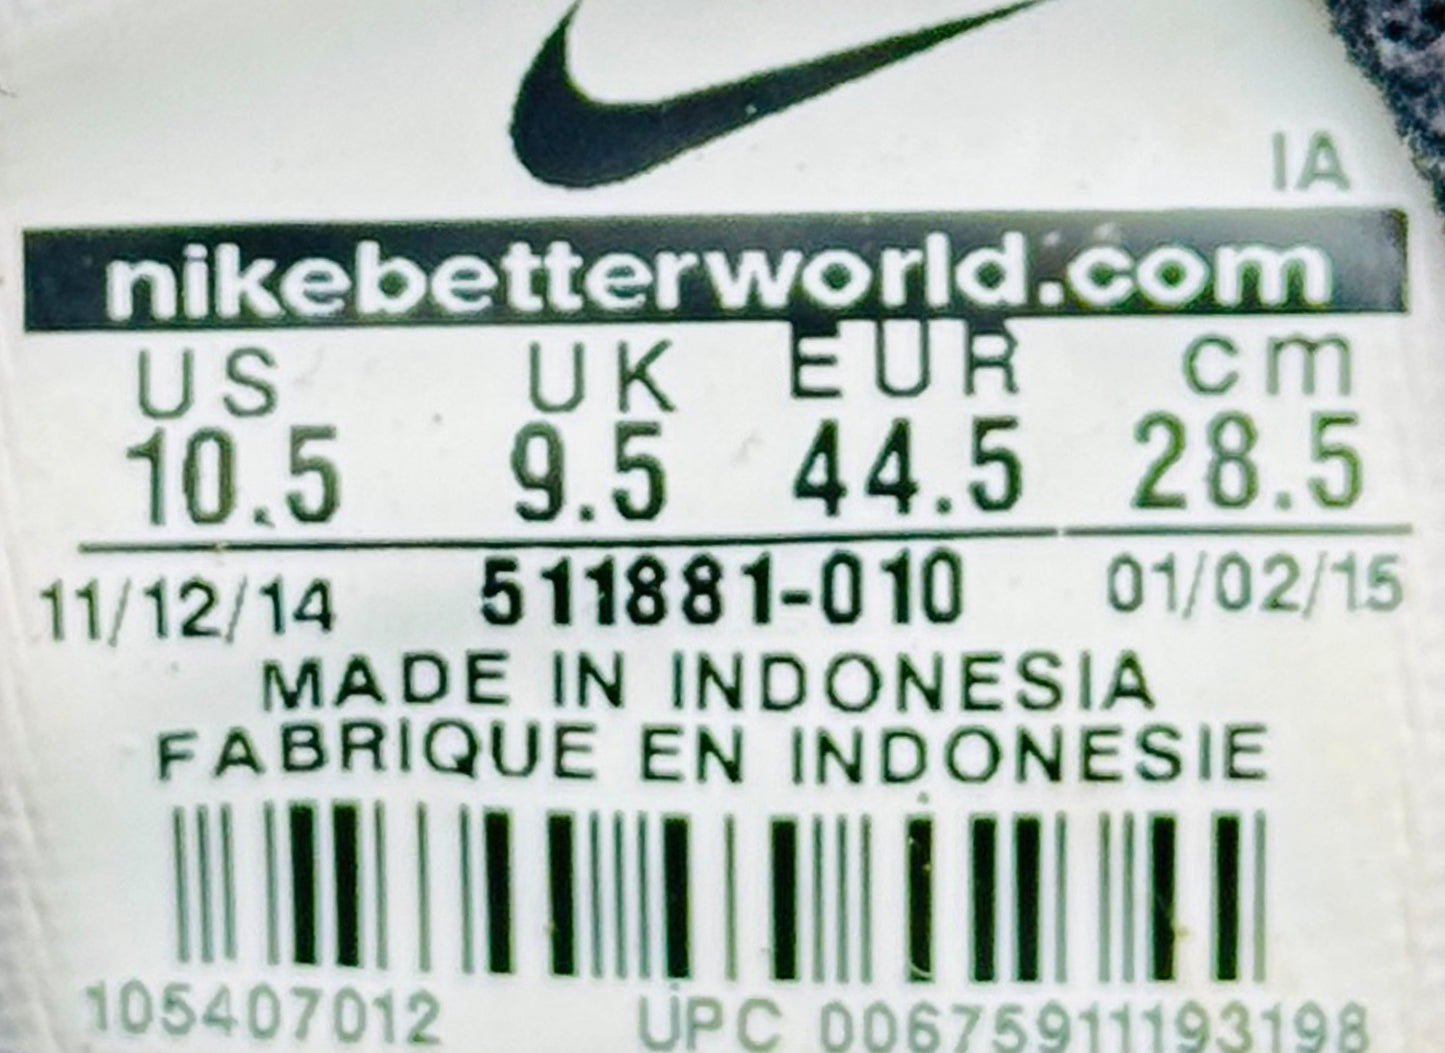 IA
nikebetterworld.com
US UK EUR cm
10.5 9.5 44.5 28.5
11/12/14 511881-010 01/02/15
MADE IN INDONESIA
FABRIQUE EN INDONESIE
105407012 UPC 00675911193198